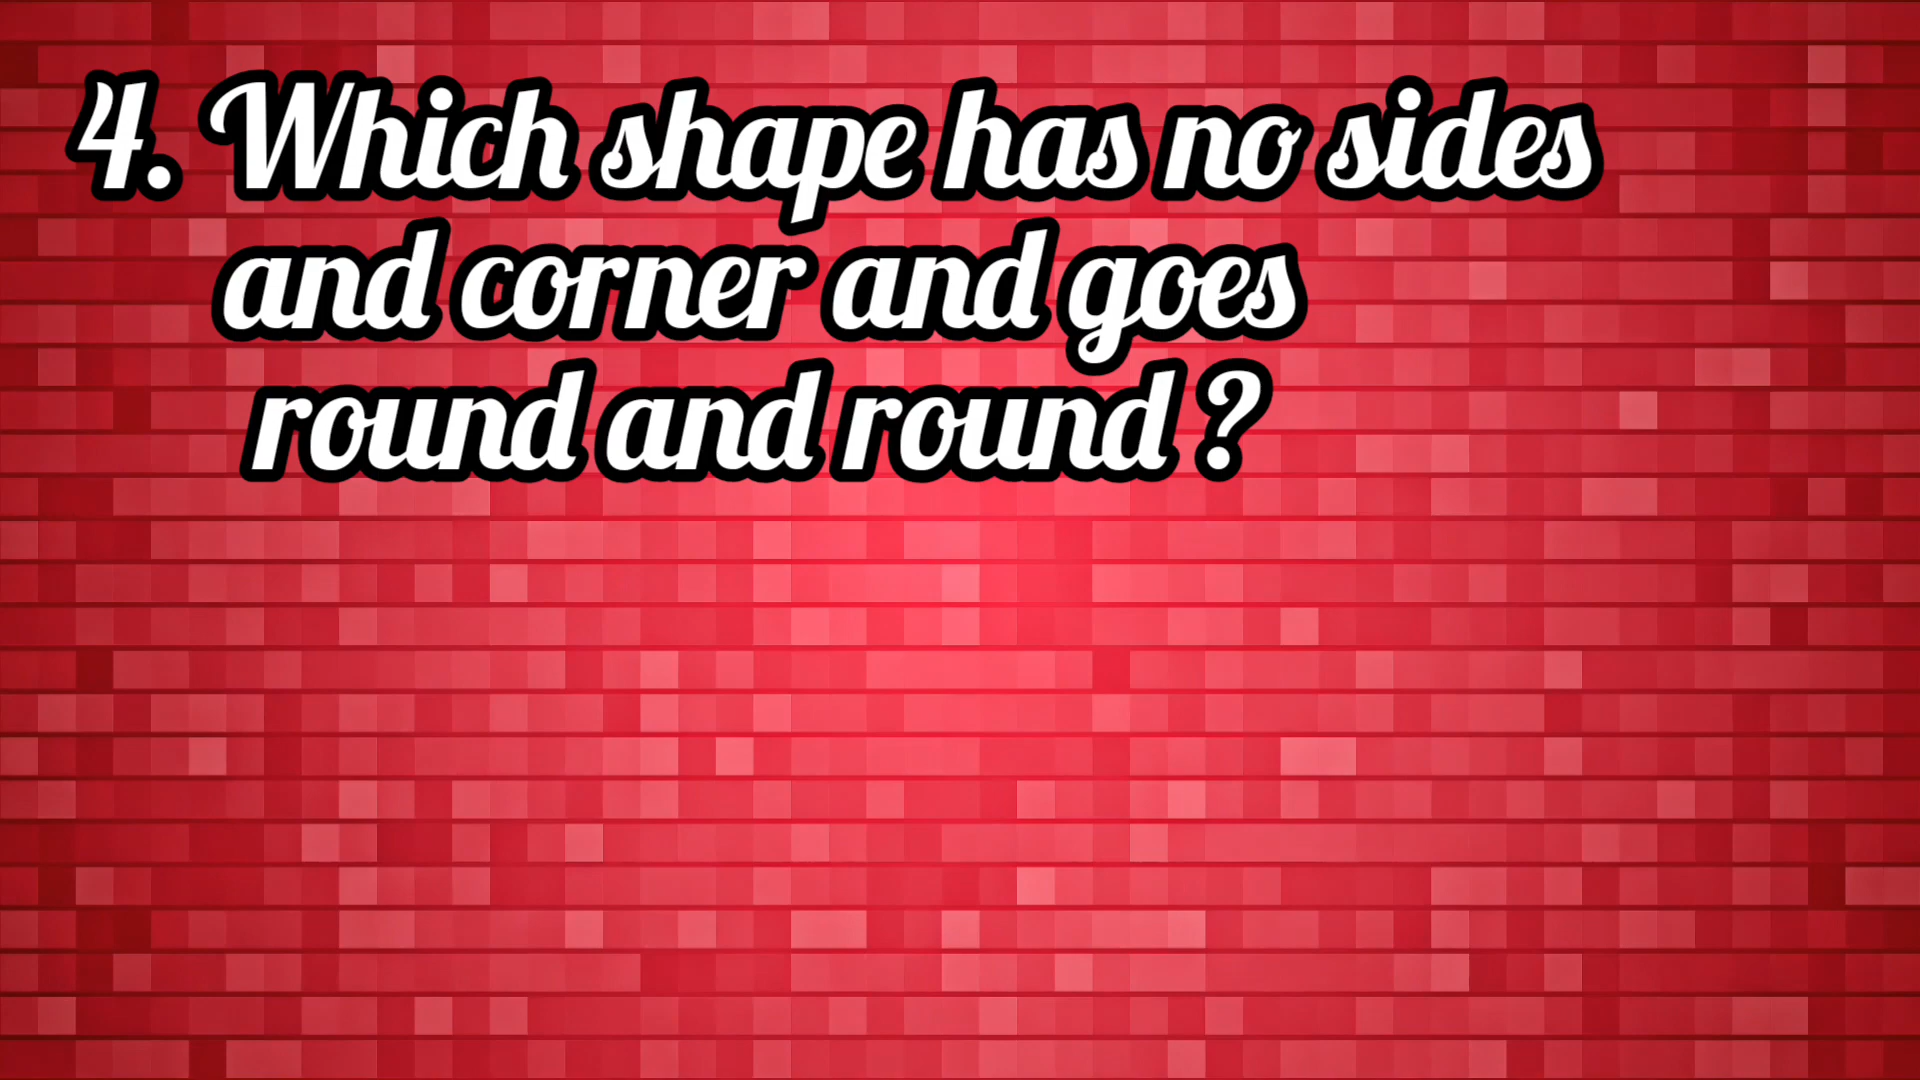 4. Which shape has no sides
and corner and goes
round and round ?